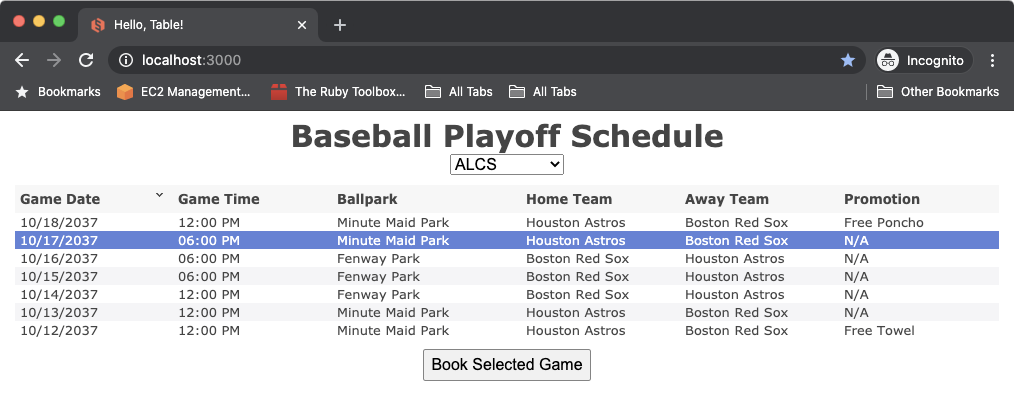 Hello, Table!
localhost:3000
Incognito
Bookmarks EC2 Management... The Ruby Toolbox... All Tabs All Tabs Other Bookmarks
Baseball Playoff Schedule
ALCS
Game Date Game Time Ballpark Home Team Away Team Promotion
10/18/2037 12:00 PM Minute Maid Park Houston Astros Boston Red Sox Free Poncho
10/17/2037 06:00 PM Minute Maid Park Houston Astros Boston Red Sox N/A
10/16/2037 06:00 PM Fenway Park Boston Red Sox Houston Astros N/A
10/15/2037 06:00 PM Fenway Park Boston Red Sox Houston Astros N/A
10/14/2037 12:00 PM Fenway Park Boston Red Sox Houston Astros N/A
10/13/2037 12:00 PM Minute Maid Park Houston Astros Boston Red Sox N/A
10/12/2037 12:00 PM Minute Maid Park Houston Astros Boston Red Sox Free Towel
Book Selected Game